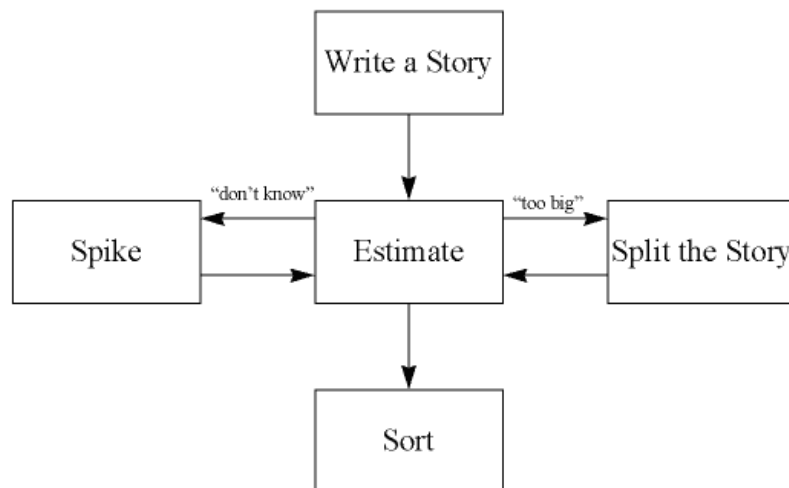 Write a Story
“don’t know”
“too big”
Spike
Estimate
Split the Story
Sort